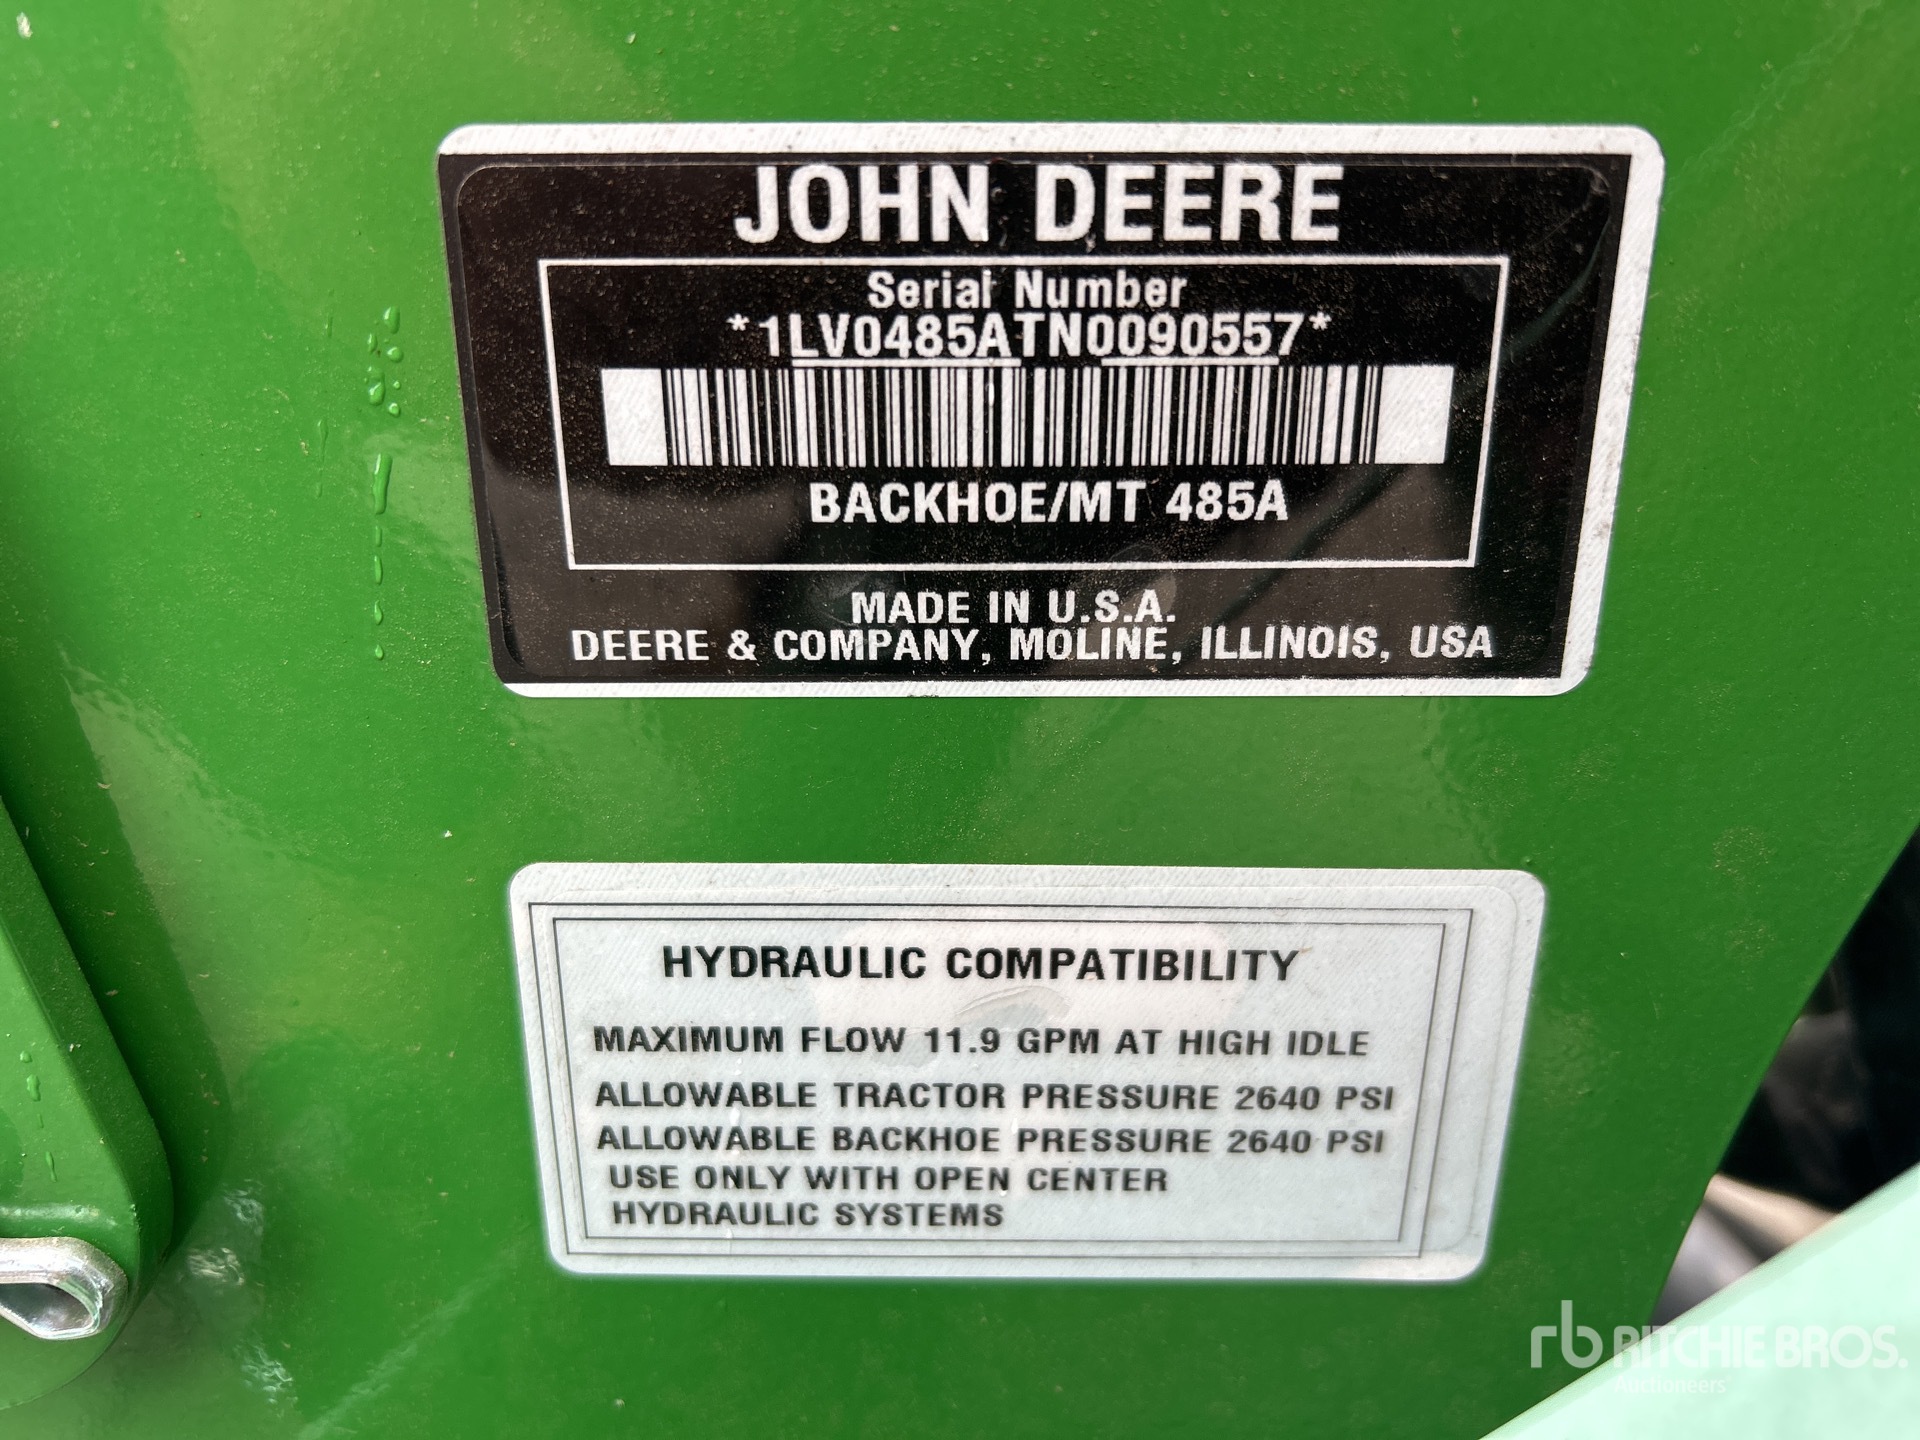 JOHN DEERE
Serial Number
*1LV0485ATN0090557*
BACKHOE/MT 485A
MADE IN U.S.A.
DEERE & COMPANY, MOLINE, ILLINOIS, USA
HYDRAULIC COMPATIBILITY
MAXIMUM FLOW 11.9 GPM AT HIGH IDLE
ALLOWABLE TRACTOR PRESSURE 2640 PSI
ALLOWABLE BACKHOE PRESSURE 2640 PSI
USE ONLY WITH OPEN CENTER
HYDRAULIC SYSTEMS
rb RITCHIE BROS.
Auctioneers